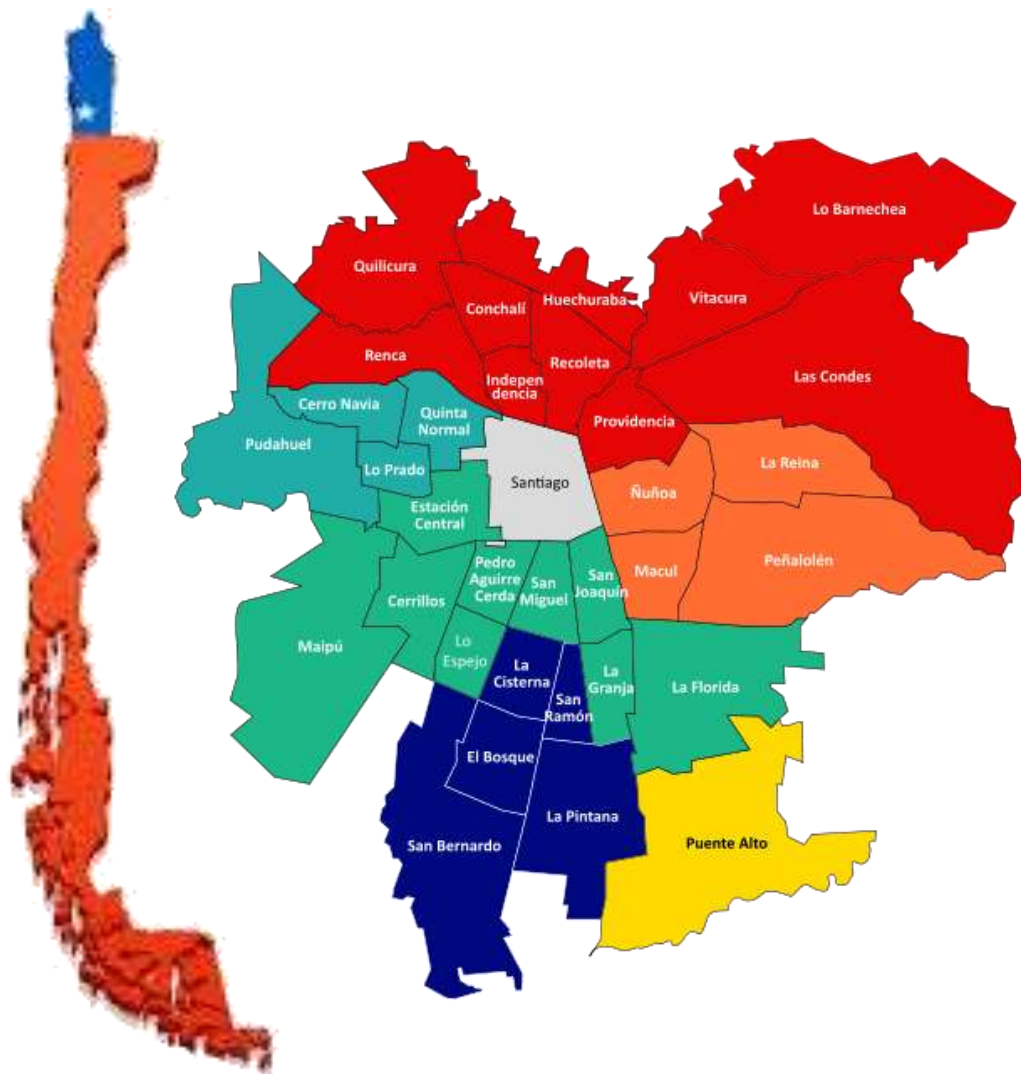 Lo Barnechea
Quilicura
Huechuraba
Vitacura
Conchalí
Renca
Recoleta
Indepen
dencia
Las Condes
Cerro Navia
Quinta
Normal
Providencia
Pudahuel
Lo Prado
La Reina
Santiago
Ñuñoa
Estación
Central
Pedro
Aguirre
Cerda
San
Miguel
San
Joaquín
Macul
Peñalolén
Cerrillos
Maipú
Lo
Espejo
La
Cisterna
San
Ramón
La
Granja
La Florida
El Bosque
La Pintana
San Bernardo
Puente Alto